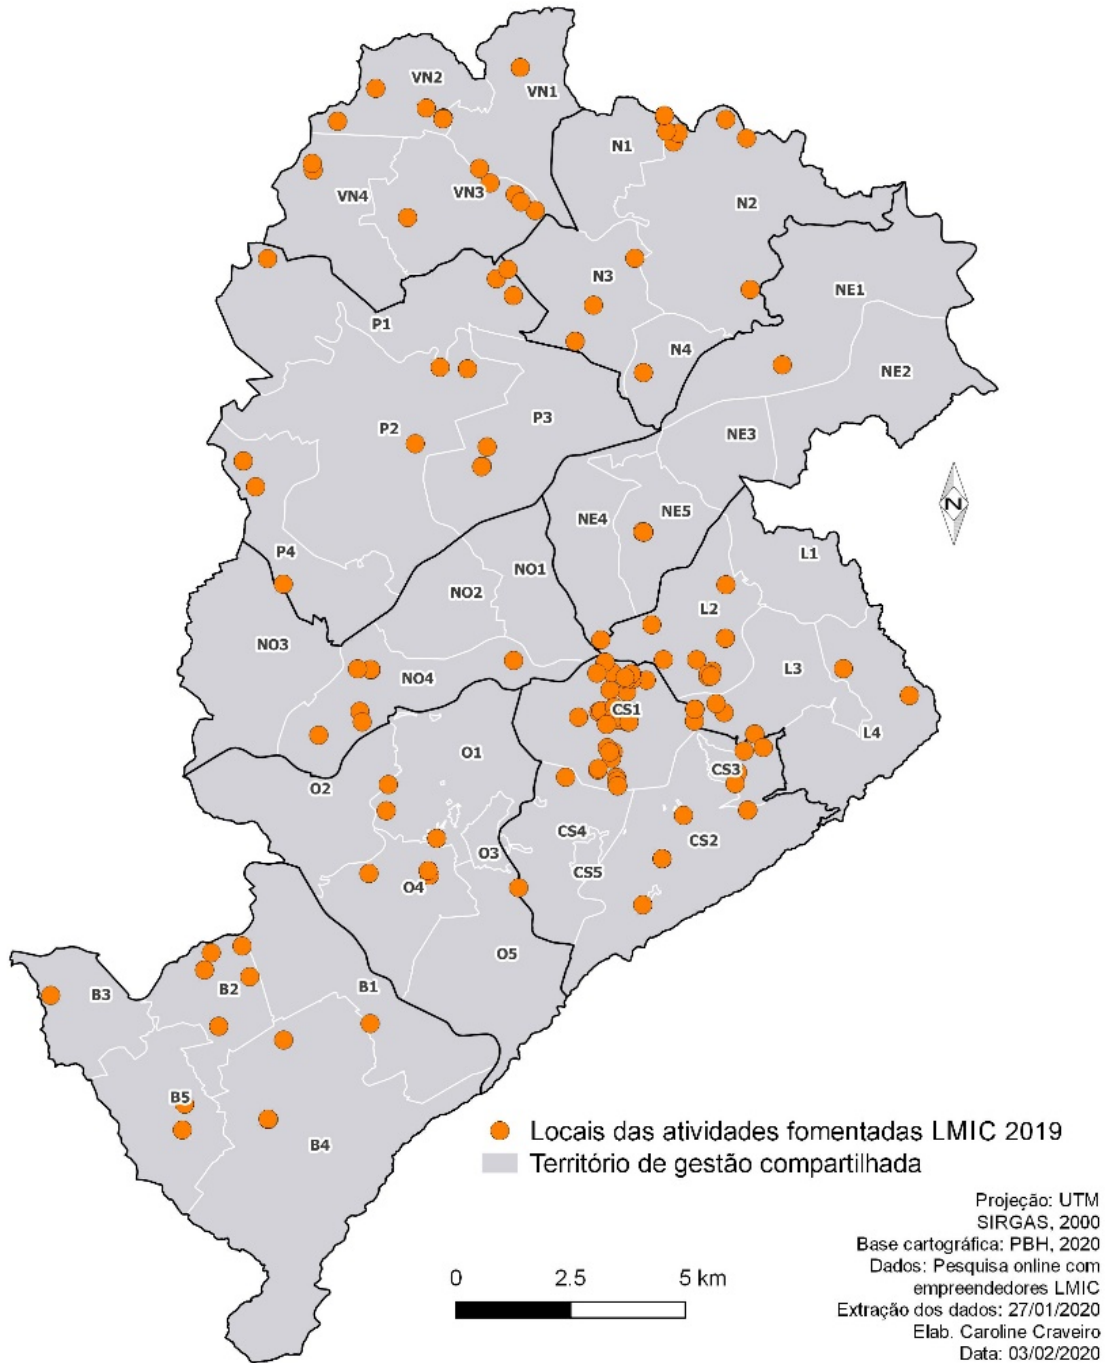 VN2
VN1
N1
VN4
VN3
N2
N3
NE1
P1
N4
NE2
P2
P3
NE3
NE4
NE5
P4
L1
NO1
NO2
L2
NO3
NO4
L3
CS1
L4
O1
CS3
O2
CS4
CS2
O3
CS5
O4
O5
B3
B2
B1
B5
B4
N
Locais das atividades fomentadas LMIC 2019
Território de gestão compartilhada
0 2.5 5 km
Projeção: UTM
SIRGAS, 2000
Base cartográfica: PBH, 2020
Dados: Pesquisa online com
empreendedores LMIC
Extração dos dados: 27/01/2020
Elab. Caroline Craveiro
Data: 03/02/2020